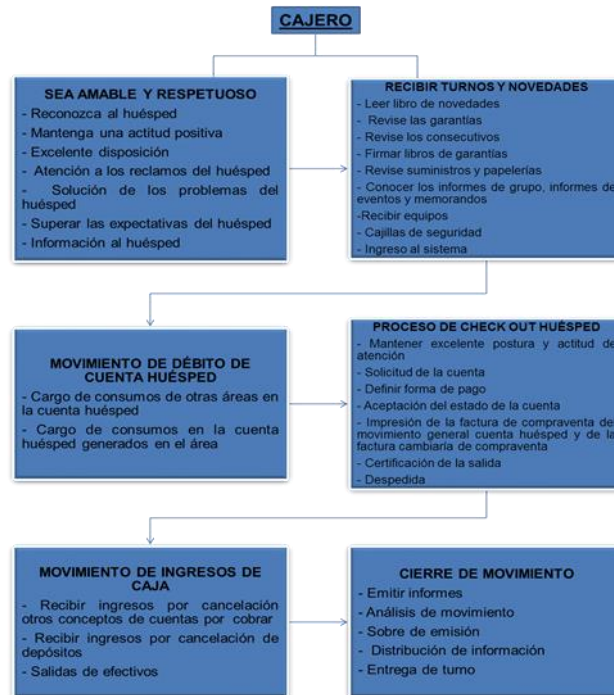 CAJERO
SEA AMABLE Y RESPETUOSO
- Reconozca al huésped
- Mantenga una actitud positiva
- Excelente disposición
- Atención a los reclamos del huésped
- Solución de los problemas del
huésped
- Superar las expectativas del huésped
- Información al huésped
RECIBIR TURNOS Y NOVEDADES
- Leer libro de novedades
- Revise las garantías
- Revise los consecutivos
- Firmar libros de garantías
- Revise suministros y papelerías
- Conocer los informes de grupo, informes de
eventos y memorandos
-Recibir equipos
- Cajillas de seguridad
- Ingreso al sistema
MOVIMIENTO DE DÉBITO DE
CUENTA HUÉSPED
- Cargo de consumos de otras áreas en
la cuenta huésped
- Cargo de consumos en la cuenta
huésped generados en el área
PROCESO DE CHECK OUT HUÉSPED
- Mantener excelente postura y actitud de
atención
- Solicitud de la cuenta
- Definir forma de pago
- Aceptación del estado de la cuenta
- Impresión de la factura de compraventa del
movimiento general cuenta huésped y de la
factura cambiaría de compraventa
- Certificación de la salida
- Despedida
MOVIMIENTO DE INGRESOS DE
CAJA
- Recibir ingresos por cancelación
otros conceptos de cuentas por cobrar
- Recibir ingresos por cancelación de
depósitos
- Salidas de efectivos
CIERRE DE MOVIMIENTO
- Emitir informes
- Análisis de movimiento
- Sobre de emisión
- Distribución de información
- Entrega de turno